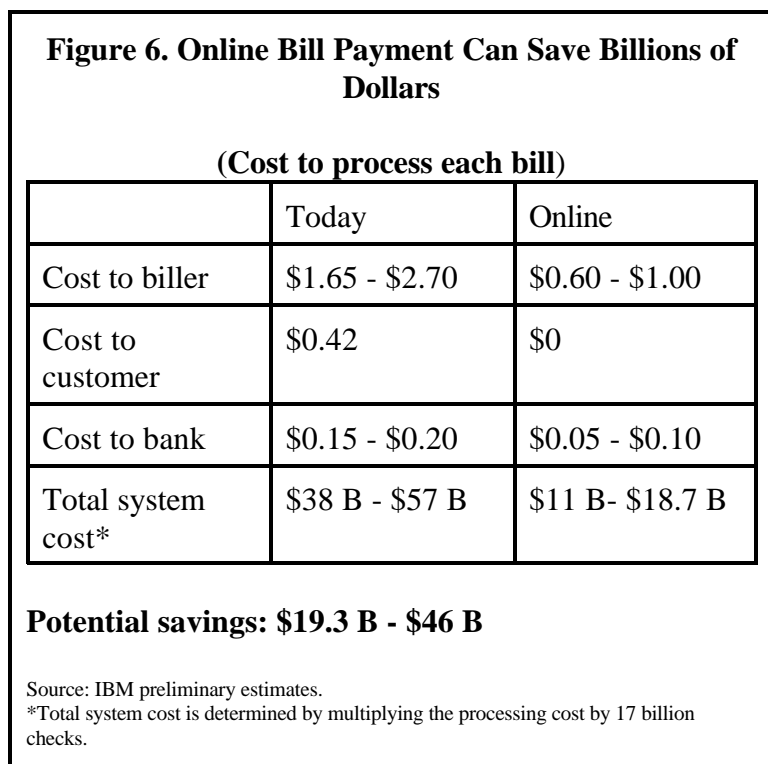 Figure 6. Online Bill Payment Can Save Billions of
Dollars
(Cost to process each bill)
Today Online
Cost to biller $1.65 - $2.70 $0.60 - $1.00
Cost to $0.42 $0
customer
Cost to bank $0.15 - $0.20 $0.05 - $0.10
Total system $38 B - $57 B $11 B- $18.7 B
cost*
Potential savings: $19.3 B - $46 B
Source: IBM preliminary estimates.
*Total system cost is determined by multiplying the processing cost by 17 billion
checks.